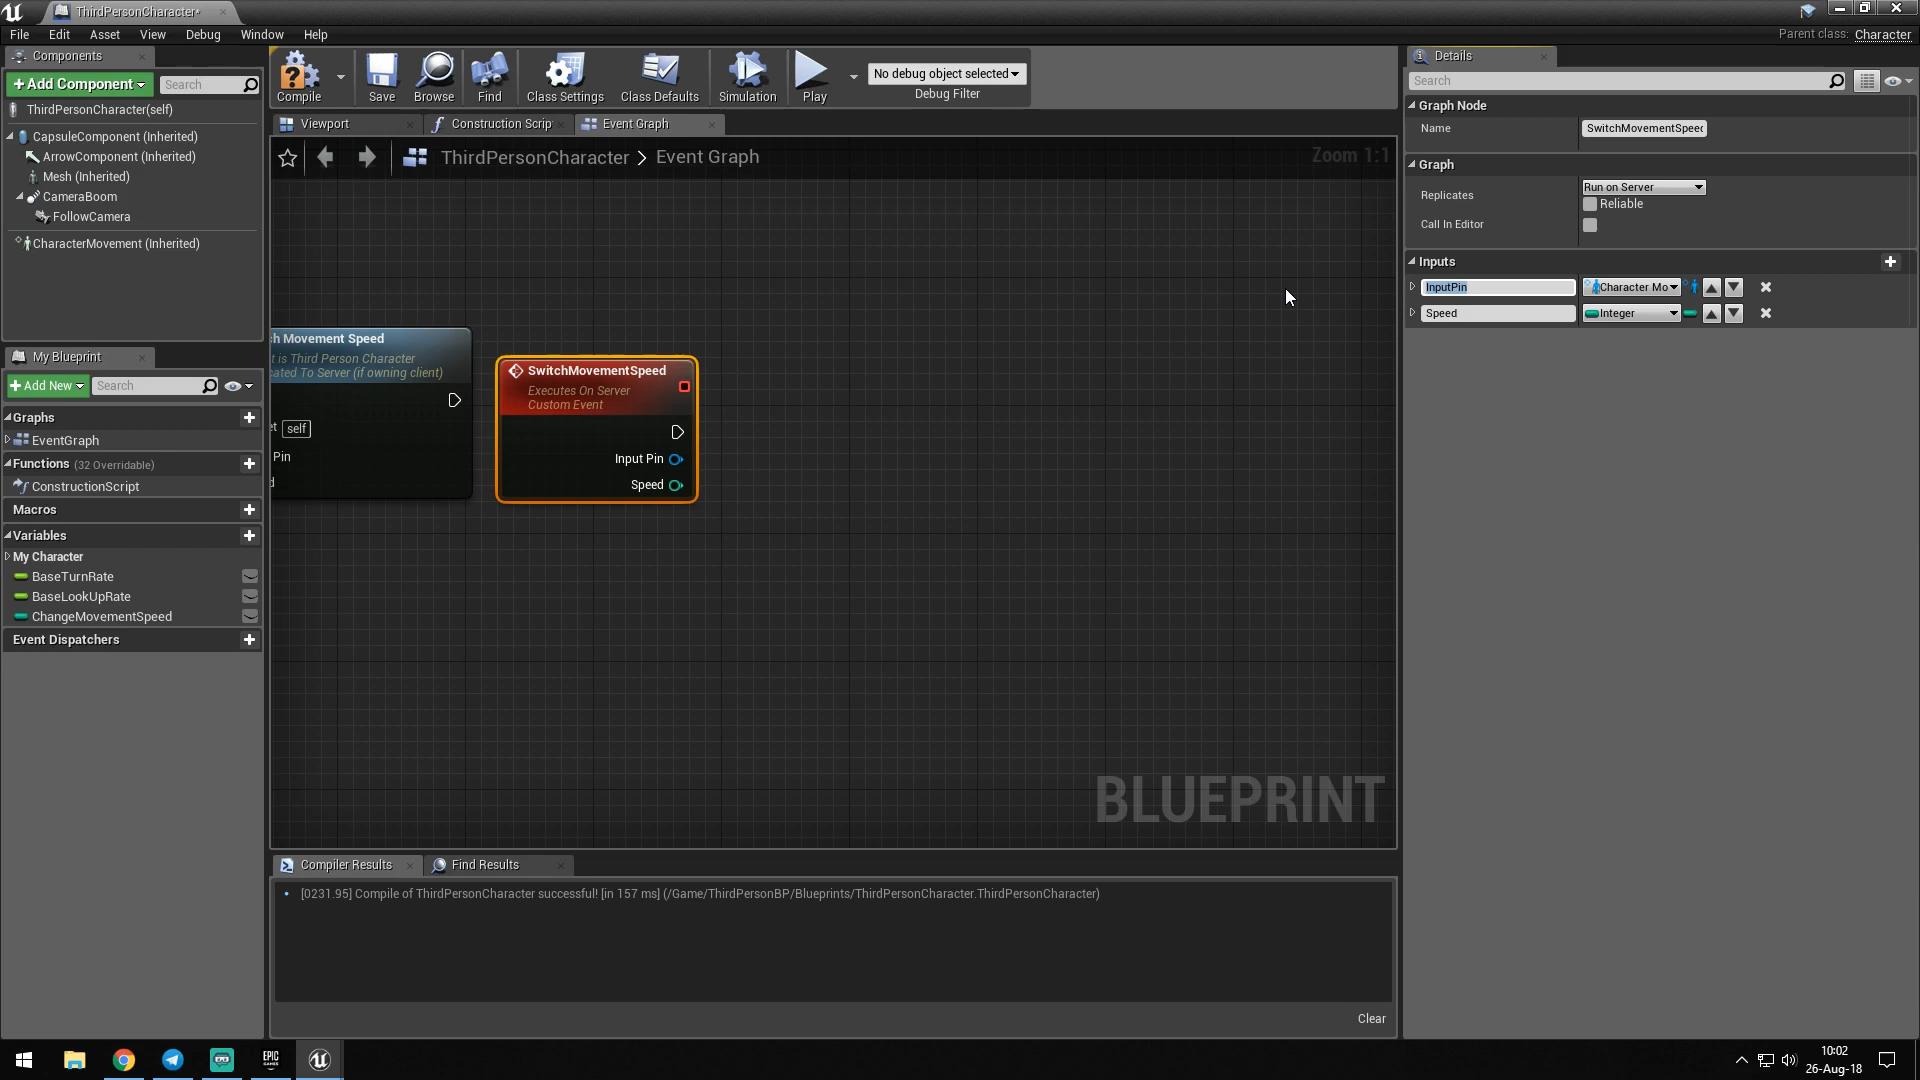 ThirdPersonCharacter*
File Edit Asset View Debug Window Help
Parent class: Character
Components
+Add Component
Search
ThirdPersonCharacter(self)
CapsuleComponent (Inherited)
ArrowComponent (Inherited)
Mesh (Inherited)
CameraBoom
FollowCamera
CharacterMovement (Inherited)
My Blueprint
+Add New
Search
Graphs
EventGraph
Functions (32 Overridable)
ConstructionScript
Macros
Variables
My Character
BaseTurnRate
BaseLookUpRate
ChangeMovementSpeed
Event Dispatchers
Compile
Save
Browse
Find
Class Settings
Class Defaults
Simulation
Play
No debug object selected
Debug Filter
Viewport
Construction Scrip
Event Graph
ThirdPersonCharacter > Event Graph
Zoom 1:1
h Movement Speed
t is Third Person Character
ated To Server (if owning client)
et self
Pin
d
SwitchMovementSpeed
Executes On Server
Custom Event
Input Pin
Speed
BLUEPRINT
Compiler Results
Find Results
[0231.95] Compile of ThirdPersonCharacter successful! [in 157 ms] (/Game/ThirdPersonBP/Blueprints/ThirdPersonCharacter.ThirdPersonCharacter)
Clear
Details
Search
Graph Node
Name SwitchMovementSpeed
Graph
Replicates Run on Server
Reliable
Call In Editor
Inputs
InputPin Character Mo
Speed Integer
EPIC
GAMES
10:02
26-Aug-18